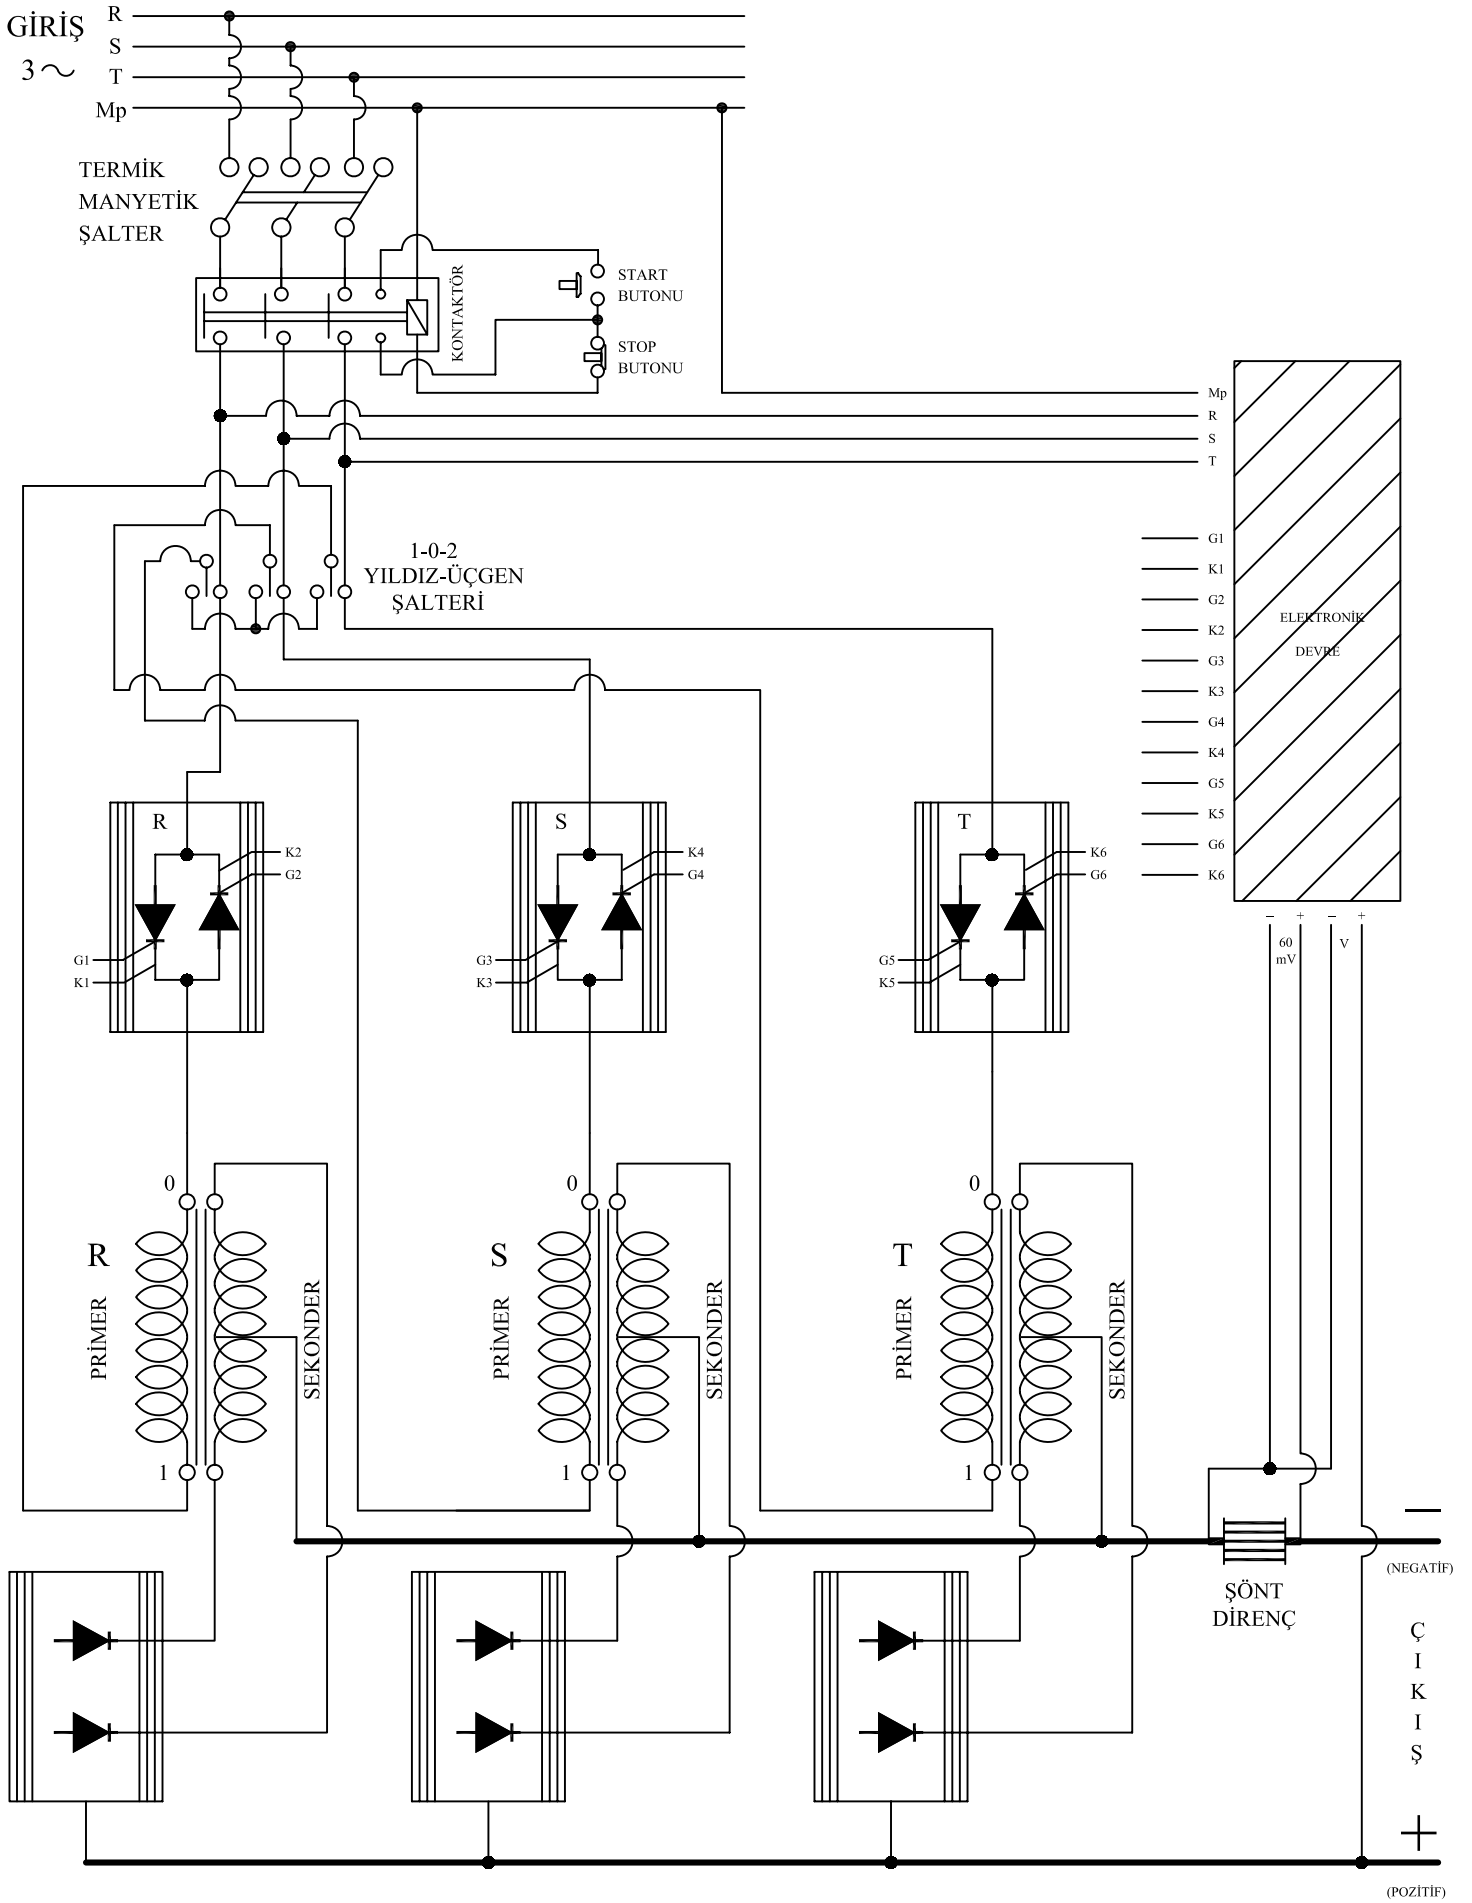 GİRİŞ
3
R
S
T
Mp
TERMİK
MANYETİK
ŞALTER
KONTAKTÖR
START
BUTONU
STOP
BUTONU
Mp
R
S
T
1-0-2
YILDIZ-ÜÇGEN
ŞALTERİ
G1
K1
G2
K2
G3
K3
G4
K4
G5
K5
G6
K6
ELEKTRONİK
DEVRE
R
K2
G2
G1
K1
S
K4
G4
G3
K3
T
K6
G6
G5
K5
– + – +
60
mV
V
0
R
PRİMER
SEKONDER
1
0
S
PRİMER
SEKONDER
1
0
T
PRİMER
SEKONDER
1
ŞÖNT
DİRENÇ
—
(NEGATİF)
Ç
I
K
I
Ş
+
(POZİTİF)